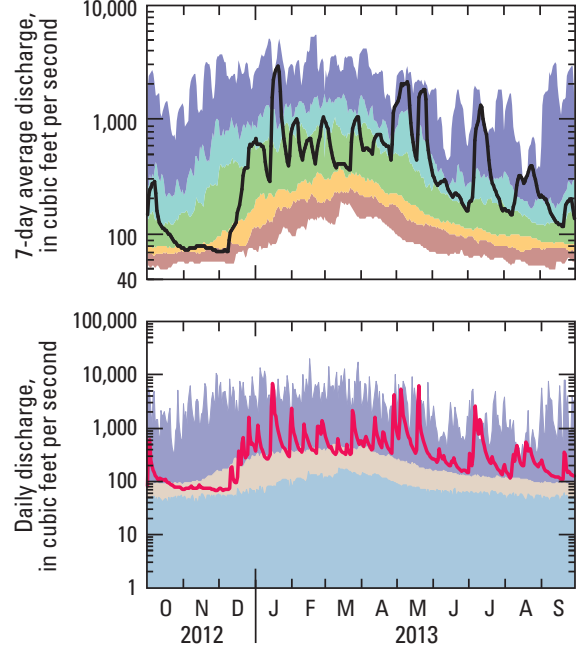 10,000
1,000
100
40
7-day average discharge,
in cubic feet per second
100,000
10,000
1,000
100
10
1
Daily discharge,
in cubic feet per second
O N D J F M A M J J A S
2012 2013